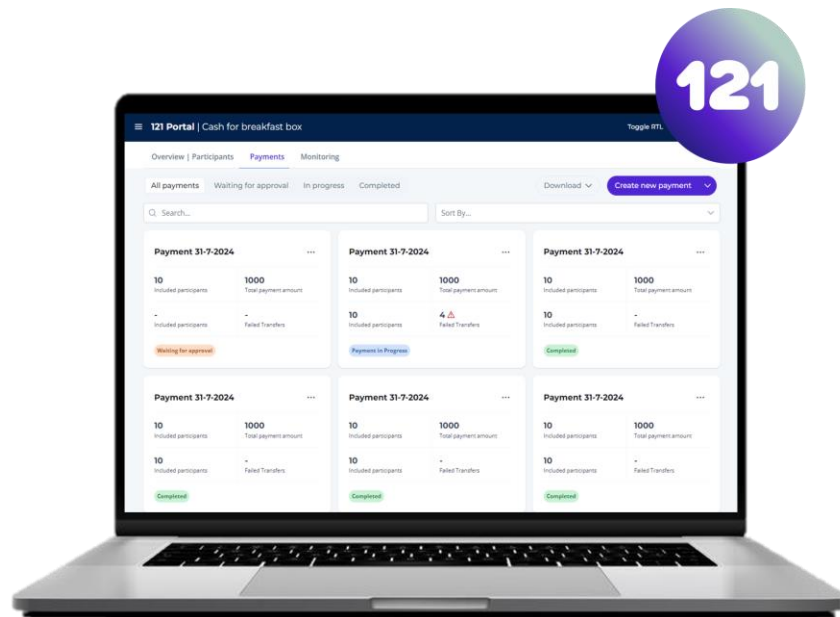 121
121 Portal | Cash for breakfast box
Toggle RTL
Overview | Participants Payments Monitoring
All payments Waiting for approval In progress Completed Download Create new payment
Search... Sort By...
Payment 31-7-2024 ... Payment 31-7-2024 ... Payment 31-7-2024 ...
10 1000 10 1000 10 1000
Included participants Total payment amount Included participants Total payment amount Included participants Total payment amount
- - 10 4 10 -
Included participants Failed Transfers Included participants Failed Transfers Included participants Failed Transfers
Waiting for approval Payment in Progress Completed
Payment 31-7-2024 ... Payment 31-7-2024 ... Payment 31-7-2024 ...
10 1000 10 1000 10 1000
Included participants Total payment amount Included participants Total payment amount Included participants Total payment amount
10 - 10 - 10 -
Included participants Failed Transfers Included participants Failed Transfers Included participants Failed Transfers
Completed Completed Completed